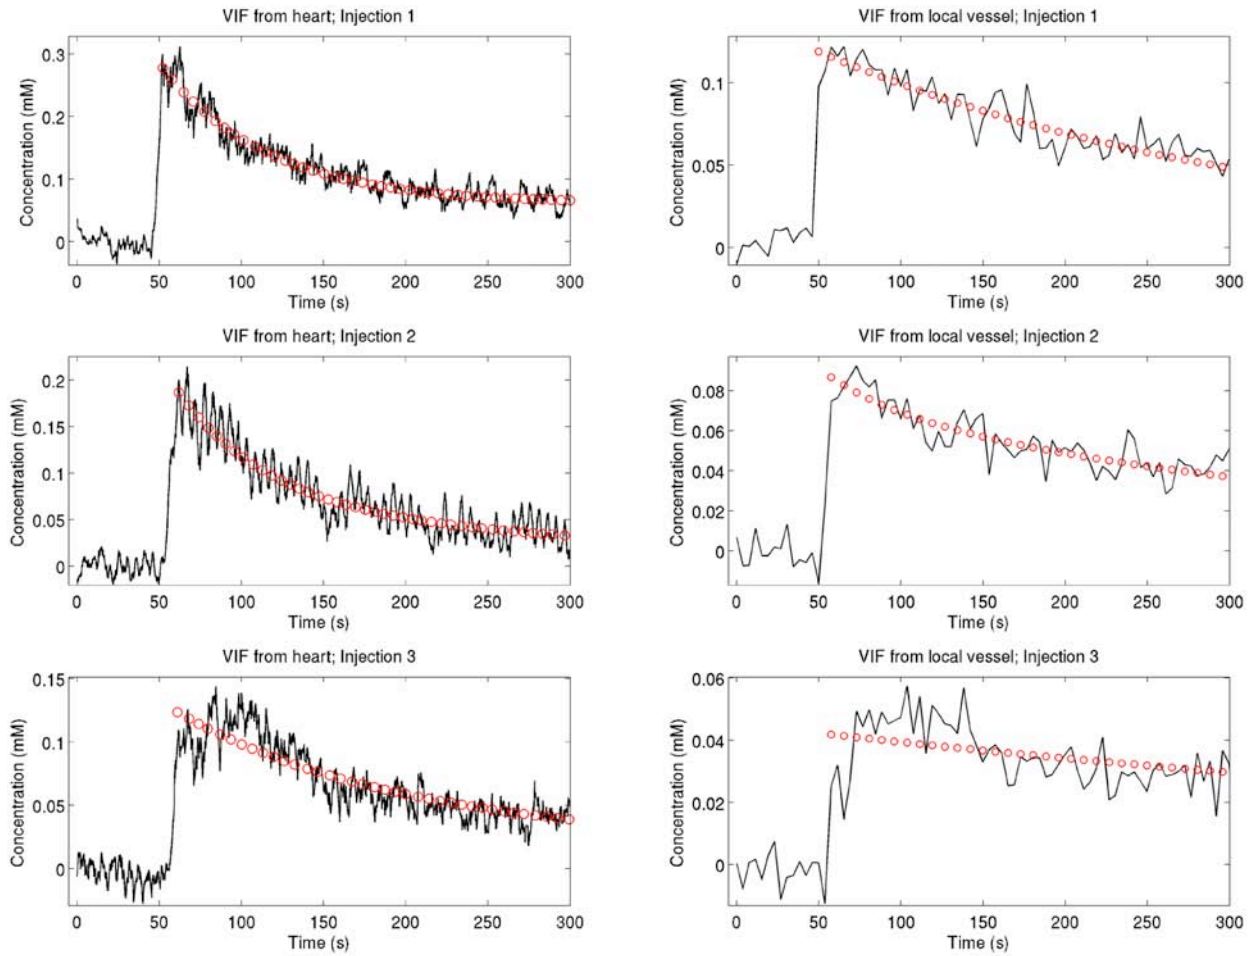 VIF from heart; Injection 1
Concentration (mM)
0.3
0.2
0.1
0
0 50 100 150 200 250 300
Time (s)
VIF from local vessel; Injection 1
Concentration (mM)
0.1
0.05
0
0 50 100 150 200 250 300
Time (s)
VIF from heart; Injection 2
Concentration (mM)
0.2
0.15
0.1
0.05
0
0 50 100 150 200 250 300
Time (s)
VIF from local vessel; Injection 2
Concentration (mM)
0.08
0.06
0.04
0.02
0
0 50 100 150 200 250 300
Time (s)
VIF from heart; Injection 3
Concentration (mM)
0.15
0.1
0.05
0
0 50 100 150 200 250 300
Time (s)
VIF from local vessel; Injection 3
Concentration (mM)
0.06
0.04
0.02
0
0 50 100 150 200 250 300
Time (s)